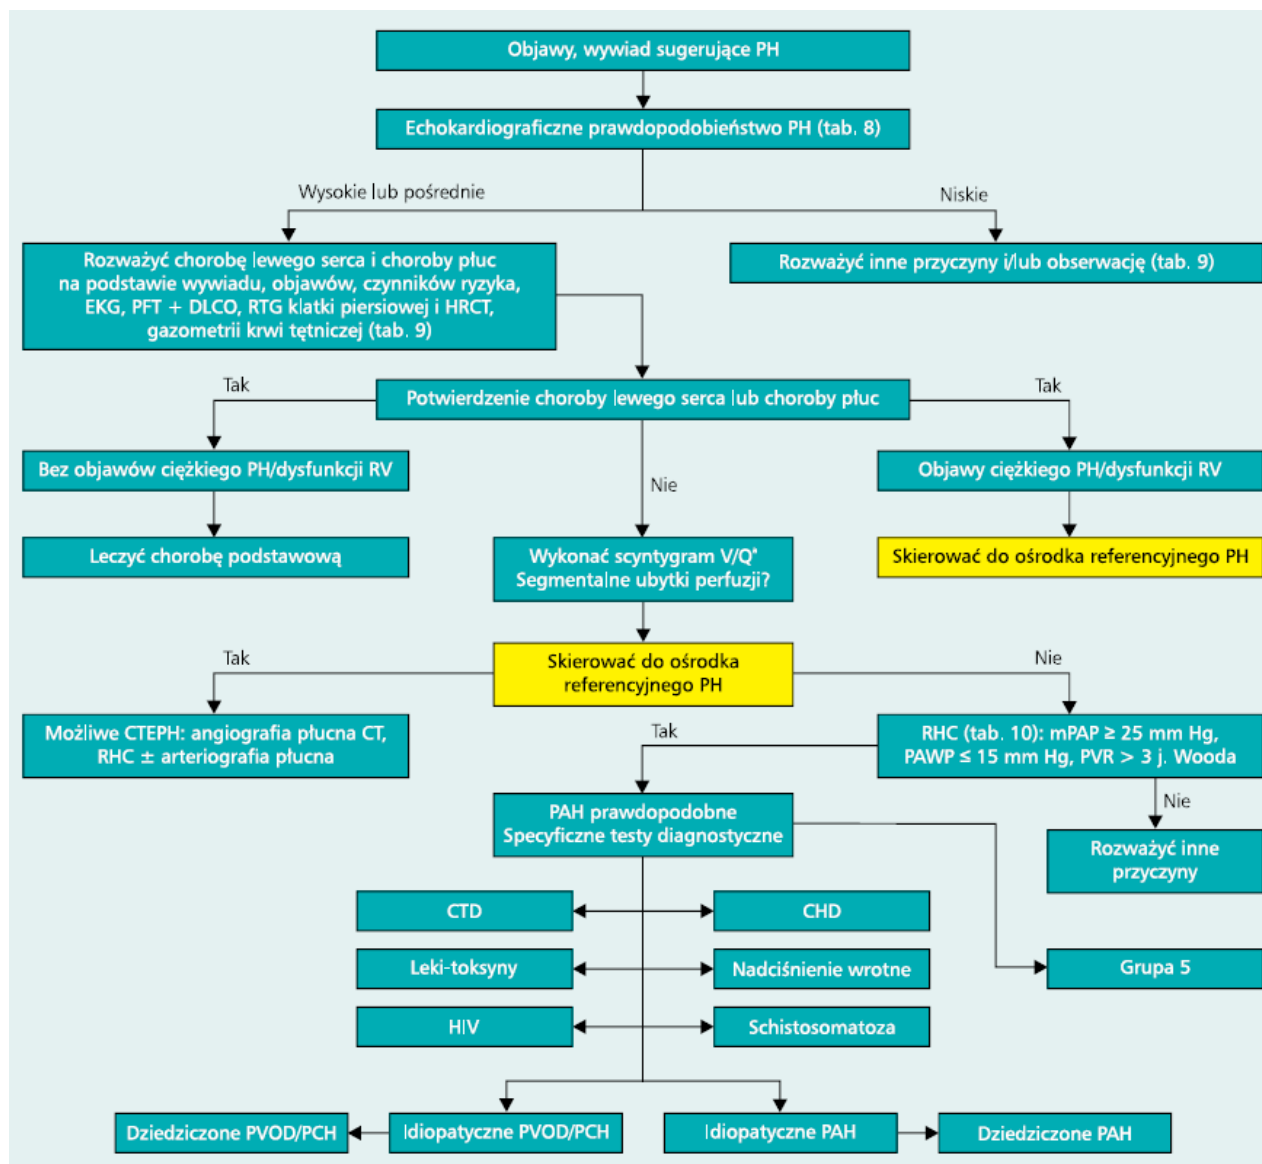 Objawy, wywiad sugerujące PH
Echokardiograficzne prawdopodobieństwo PH (tab. 8)
Wysokie lub pośrednie
Niskie
Rozważyć chorobę lewego serca i choroby płuc
na podstawie wywiadu, objawów, czynników ryzyka,
EKG, PFT + DLCO, RTG klatki piersiowej i HRCT,
gazometrii krwi tętniczej (tab. 9)
Rozważyć inne przyczyny i/lub obserwację (tab. 9)
Tak
Potwierdzenie choroby lewego serca lub choroby płuc
Tak
Bez objawów ciężkiego PH/dysfunkcji RV
Nie
Objawy ciężkiego PH/dysfunkcji RV
Leczyć chorobę podstawową
Wykonać scyntygram V/Q*
Segmentalne ubytki perfuzji?
Skierować do ośrodka referencyjnego PH
Tak
Skierować do ośrodka
referencyjnego PH
Nie
Możliwe CTEPH: angiografia płucna CT,
RHC ± arteriografia płucna
Tak
RHC (tab. 10): mPAP ≥ 25 mm Hg,
PAWP ≤ 15 mm Hg, PVR > 3 j. Wooda
Nie
PAH prawdopodobne
Specyficzne testy diagnostyczne
Rozważyć inne
przyczyny
CTD
CHD
Leki-toksyny
Nadciśnienie wrotne
Grupa 5
HIV
Schistosomatoza
Dziedziczone PVOD/PCH
Idiopatyczne PVOD/PCH
Idiopatyczne PAH
Dziedziczone PAH